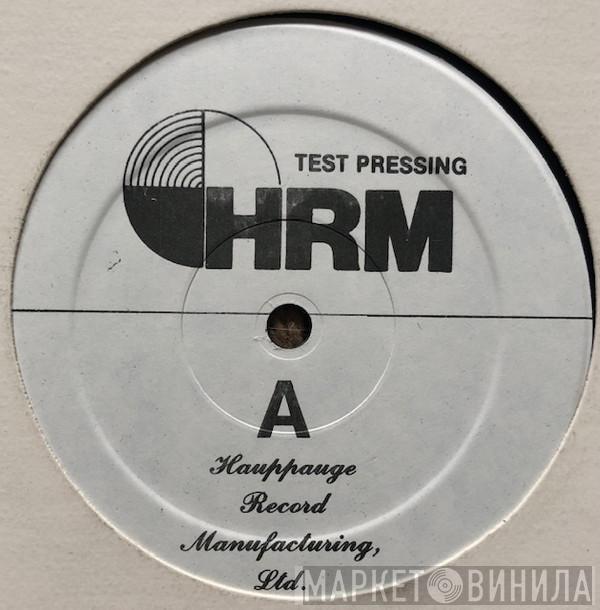 TEST PRESSING
HRM
A
Hauppauge
Record
Manufacturing,
Ltd.
МАРКЕТ ВИНИЛА